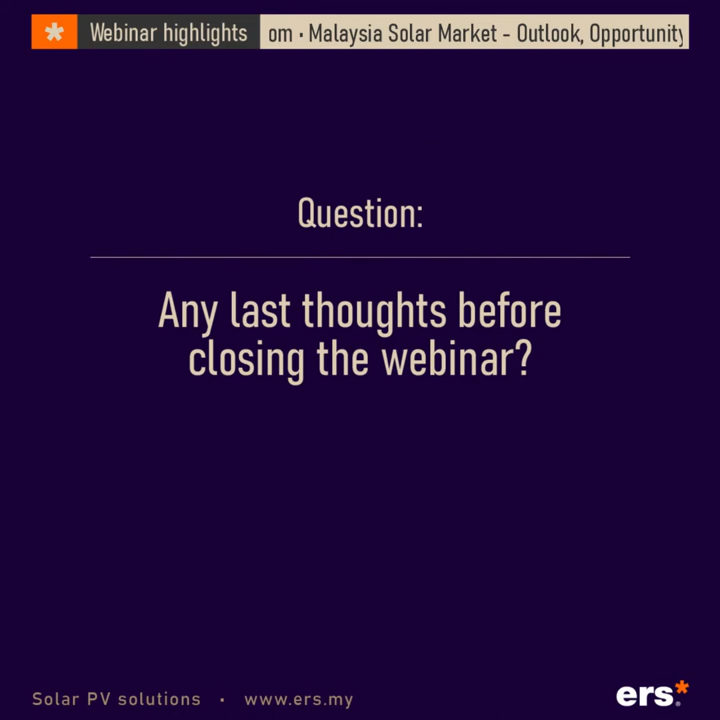 Webinar highlights
om · Malaysia Solar Market - Outlook, Opportunity
Question:
Any last thoughts before
closing the webinar?
Solar PV solutions · www.ers.my
ers.*